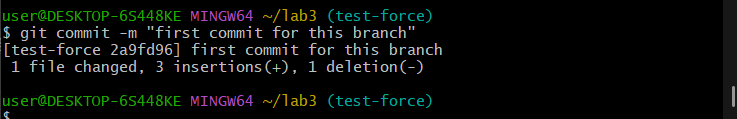 user@DESKTOP-6S448KE MINGW64 ~/lab3 (test-force)
$ git commit -m "first commit for this branch"
[test-force 2a9fd96] first commit for this branch
 1 file changed, 3 insertions(+), 1 deletion(-)
user@DESKTOP-6S448KE MINGW64 ~/lab3 (test-force)
$